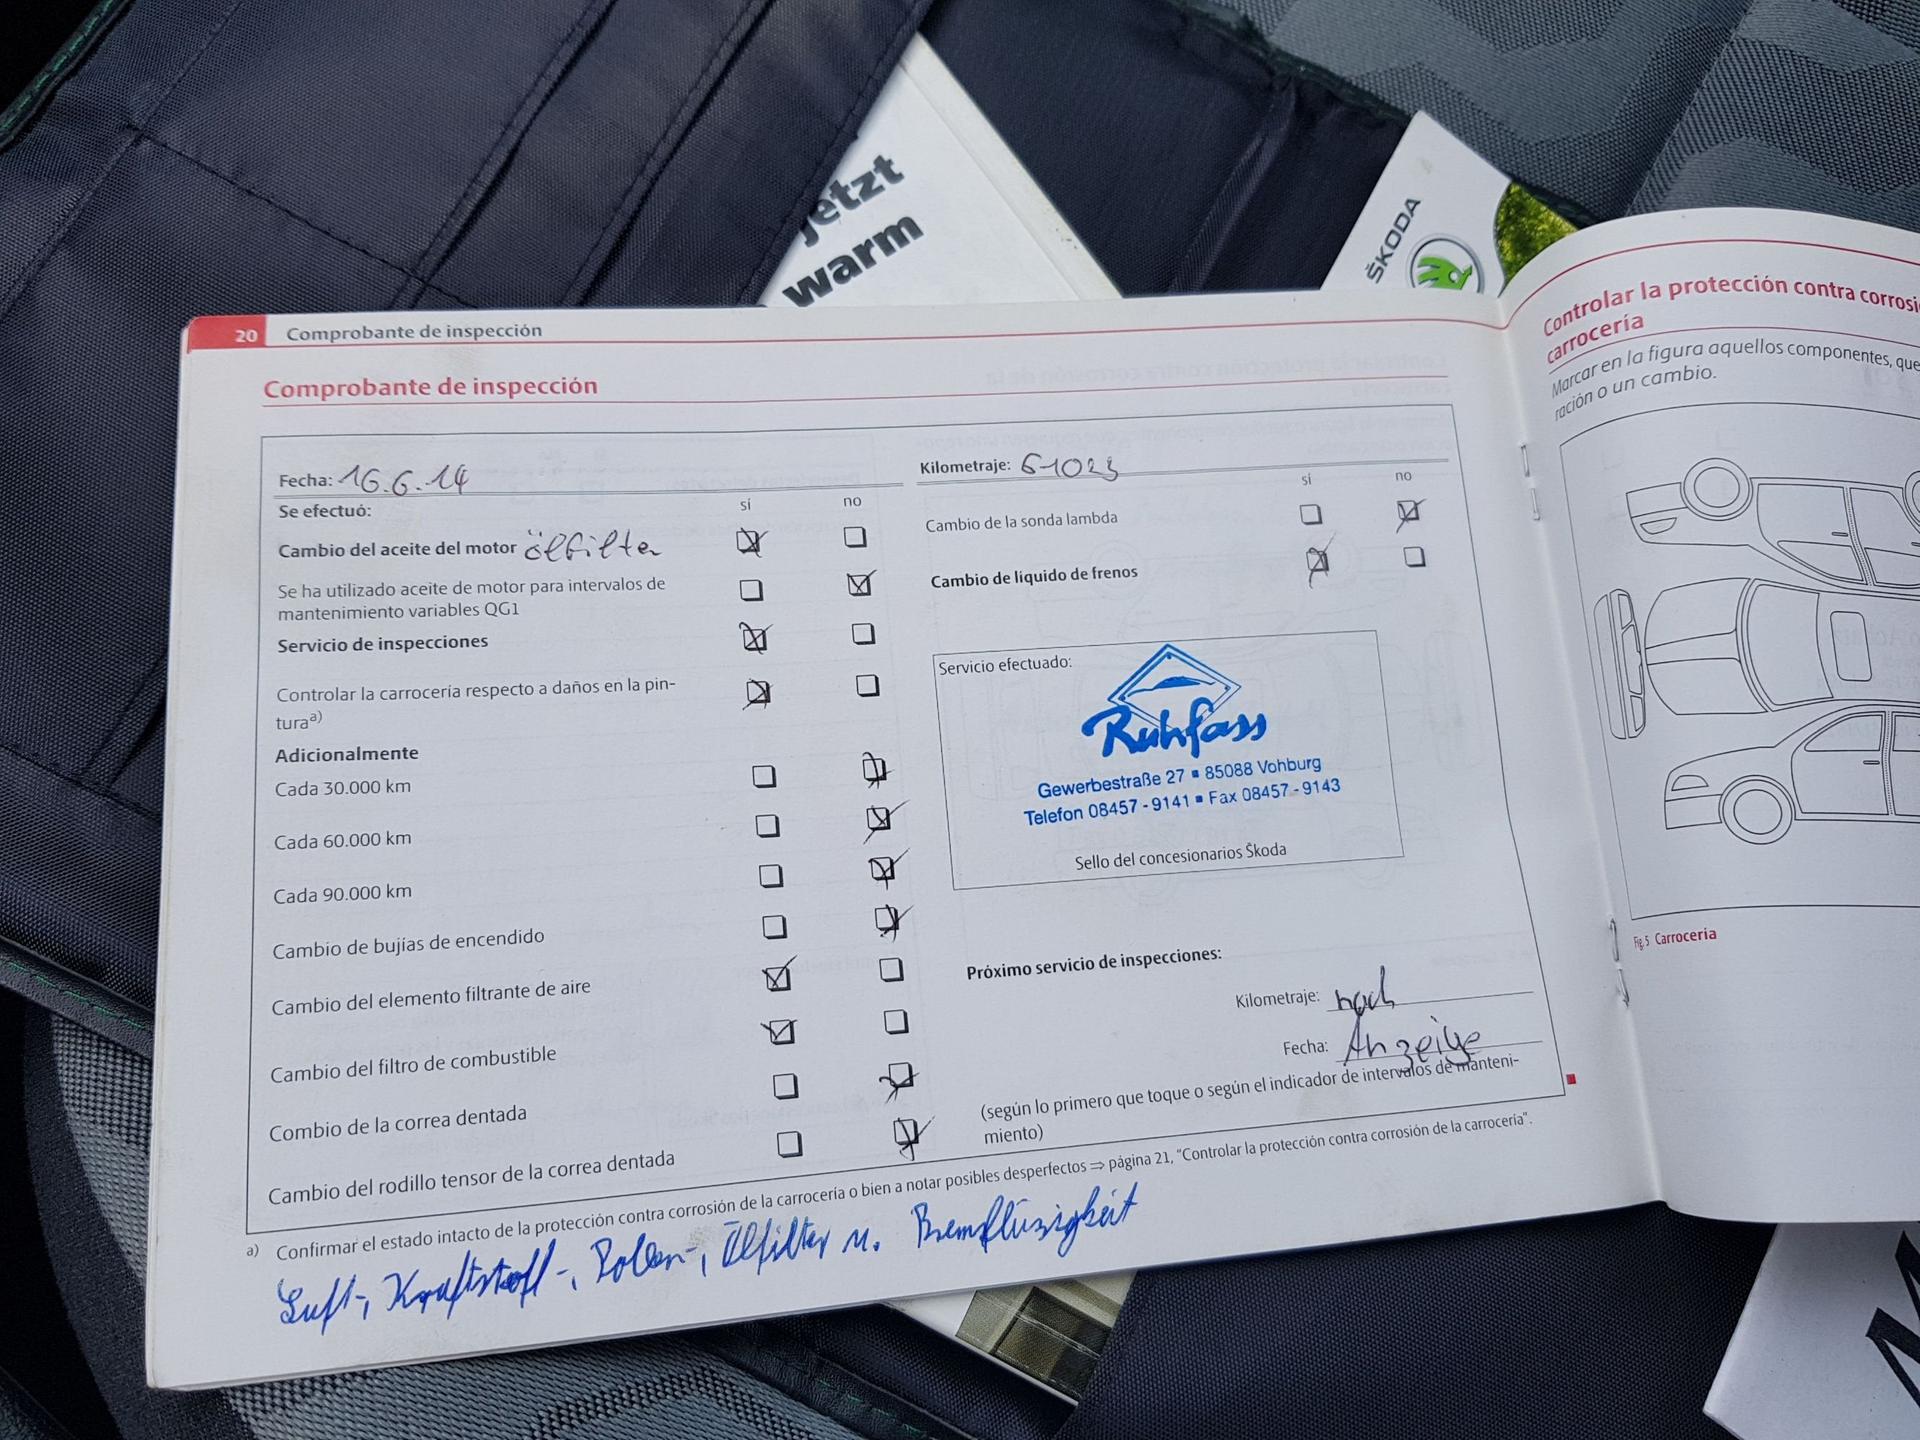 jetzt
warm
ŠKODA
20 Comprobante de inspección
Comprobante de inspección
Fecha: 16.6.14
Se efectuó:
sí no
Cambio del aceite del motor Ölfilter
Se ha utilizado aceite de motor para intervalos de
mantenimiento variables QG1
Servicio de inspecciones
Controlar la carrocería respecto a daños en la pin-
tura a)
Adicionalmente
Cada 30.000 km
Cada 60.000 km
Cada 90.000 km
Cambio de bujías de encendido
Cambio del elemento filtrante de aire
Cambio del filtro de combustible
Combio de la correa dentada
Cambio del rodillo tensor de la correa dentada
Kilometraje: 61023
sí no
Cambio de la sonda lambda
Cambio de líquido de frenos
Servicio efectuado:
Ruhfass
Gewerbestraße 27 ▪ 85088 Vohburg
Telefon 08457 - 9141 ▪ Fax 08457 - 9143
Sello del concesionarios Škoda
Próximo servicio de inspecciones:
Kilometraje: nach
Fecha: Anzeige
(según lo primero que toque o según el indicador de intervalos de manteni-
miento)
a) Confirmar el estado intacto de la protección contra corrosión de la carrocería o bien a notar posibles desperfectos ⇒ página 21, "Controlar la protección contra corrosión de la carrocería".
Luft-, Kraftstoff-, Pollen-, Ölfilter u. Bremsflüssigkeit
Controlar la protección contra corrosi
carrocería
Marcar en la figura aquellos componentes, que
ración o un cambio.
Fig. 5 Carrocería